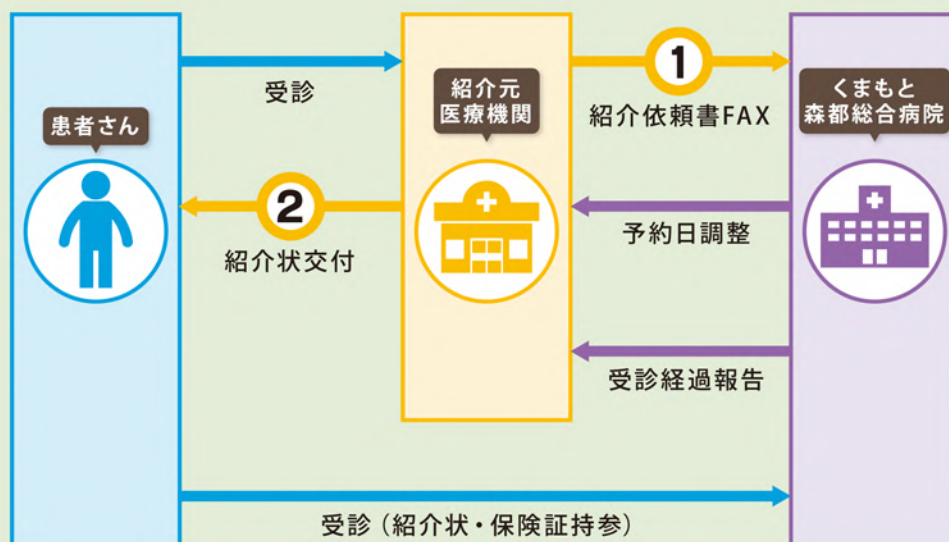 患者さん
受診
紹介元
医療機関
1
紹介依頼書FAX
くまもと
森都総合病院
2
紹介状交付
予約日調整
受診経過報告
受診（紹介状・保険証持参）